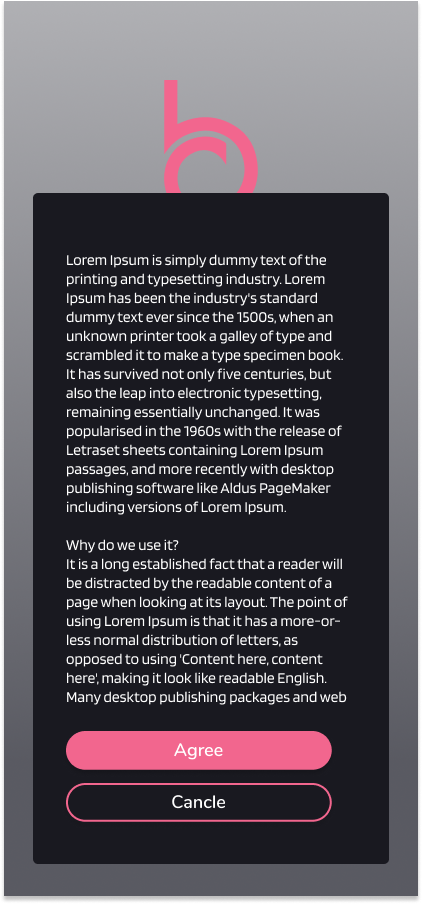 Lorem Ipsum is simply dummy text of the
printing and typesetting industry. Lorem
Ipsum has been the industry's standard
dummy text ever since the 1500s, when an
unknown printer took a galley of type and
scrambled it to make a type specimen book.
It has survived not only five centuries, but
also the leap into electronic typesetting,
remaining essentially unchanged. It was
popularised in the 1960s with the release of
Letraset sheets containing Lorem Ipsum
passages, and more recently with desktop
publishing software like Aldus PageMaker
including versions of Lorem Ipsum.
Why do we use it?
It is a long established fact that a reader will
be distracted by the readable content of a
page when looking at its layout. The point of
using Lorem Ipsum is that it has a more-or-
less normal distribution of letters, as
opposed to using 'Content here, content
here', making it look like readable English.
Many desktop publishing packages and web
Agree
Cancle